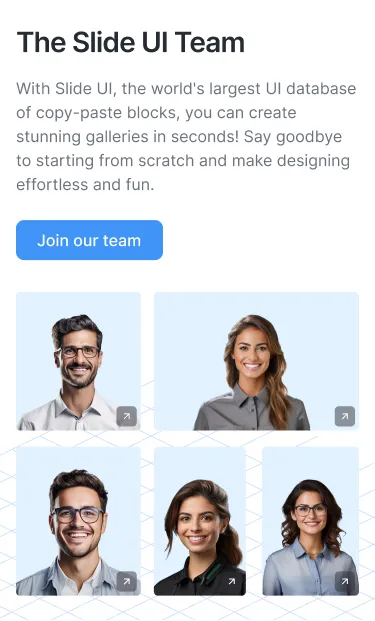 The Slide UI Team
With Slide UI, the world's largest UI database
of copy-paste blocks, you can create
stunning galleries in seconds! Say goodbye
to starting from scratch and make designing
effortless and fun.
Join our team